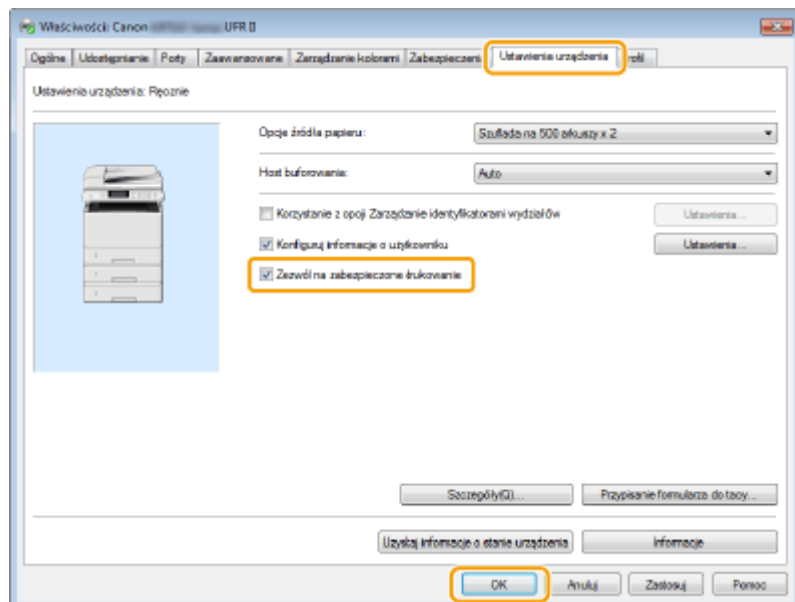 Właściwości: Canon UFR II
Ogólne Udostępnianie Porty Zaawansowane Zarządzanie kolorami Zabezpieczeni Ustawienia urządzenia rofil
Ustawienia urządzenia: Ręcznie
Opcje źródła papieru: Szuflada na 500 arkuszy x 2
Host buforowania: Auto
Korzystanie z opcji Zarządzanie identyfikatorami wydziałów Ustawienia...
Konfiguruj informacje o użytkowniku Ustawienia...
Zezwól na zabezpieczone drukowanie
Szczegóły(G)... Przypisanie formularza do tacy...
Uzyskaj informacje o stanie urządzenia Informacje
OK Anuluj Zastosuj Pomoc